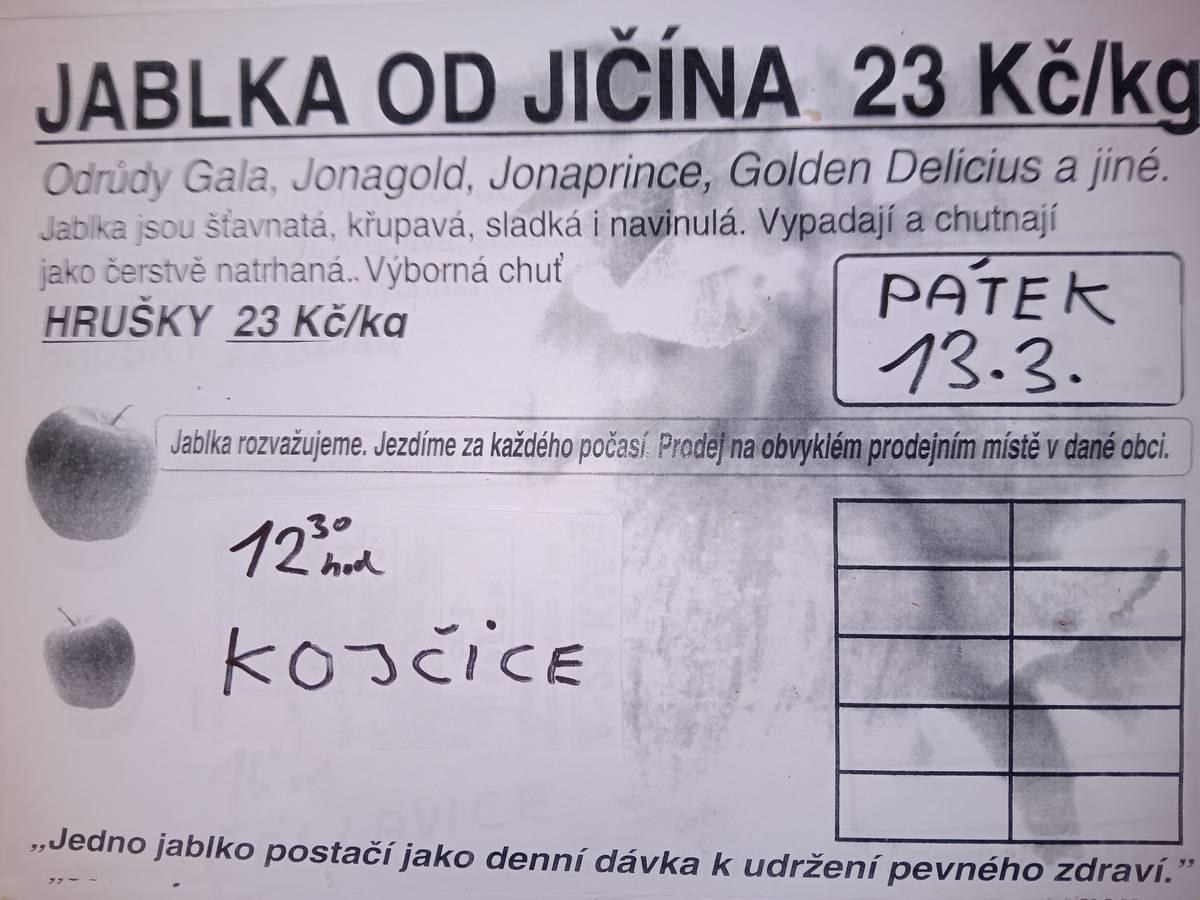 JABLKA OD JIČÍNA 23 Kč/kg
Odrůdy Gala, Jonagold, Jonaprince, Golden Delicius a jiné.
Jablka jsou šťavnatá, křupavá, sladká i navinulá. Vypadají a chutnají
jako čerstvě natrhaná.. Výborná chuť
HRUŠKY 23 Kč/kg
PÁTEK
13.3.
Jablka rozvažujeme. Jezdíme za každého počasí. Prodej na obvyklém prodejním místě v dané obci.
12 30 hod
KOJČICE
„Jedno jablko postačí jako denní dávka k udržení pevného zdraví.”